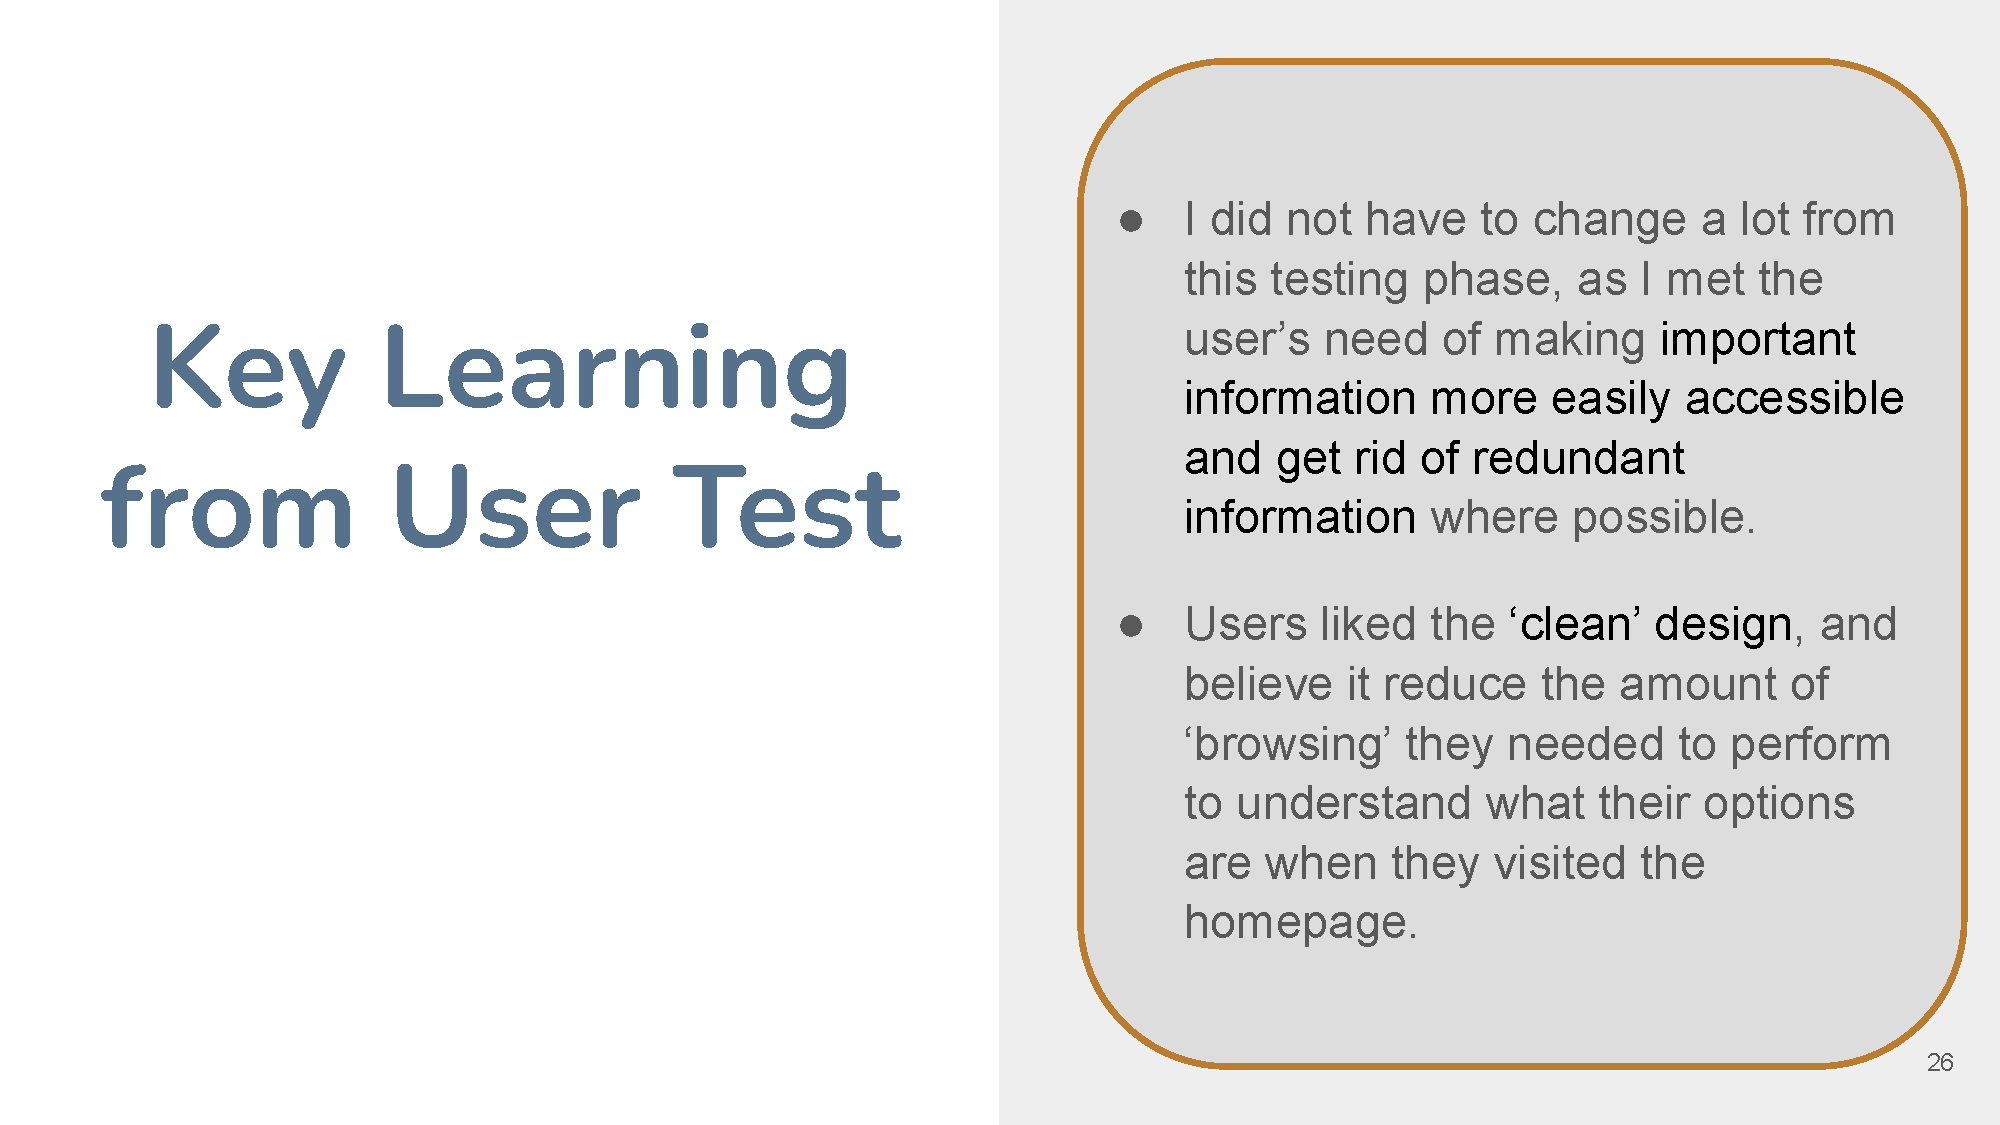 Key Learning
from User Test
● I did not have to change a lot from
this testing phase, as I met the
user’s need of making important
information more easily accessible
and get rid of redundant
information where possible.
● Users liked the ‘clean’ design, and
believe it reduce the amount of
‘browsing’ they needed to perform
to understand what their options
are when they visited the
homepage.
26